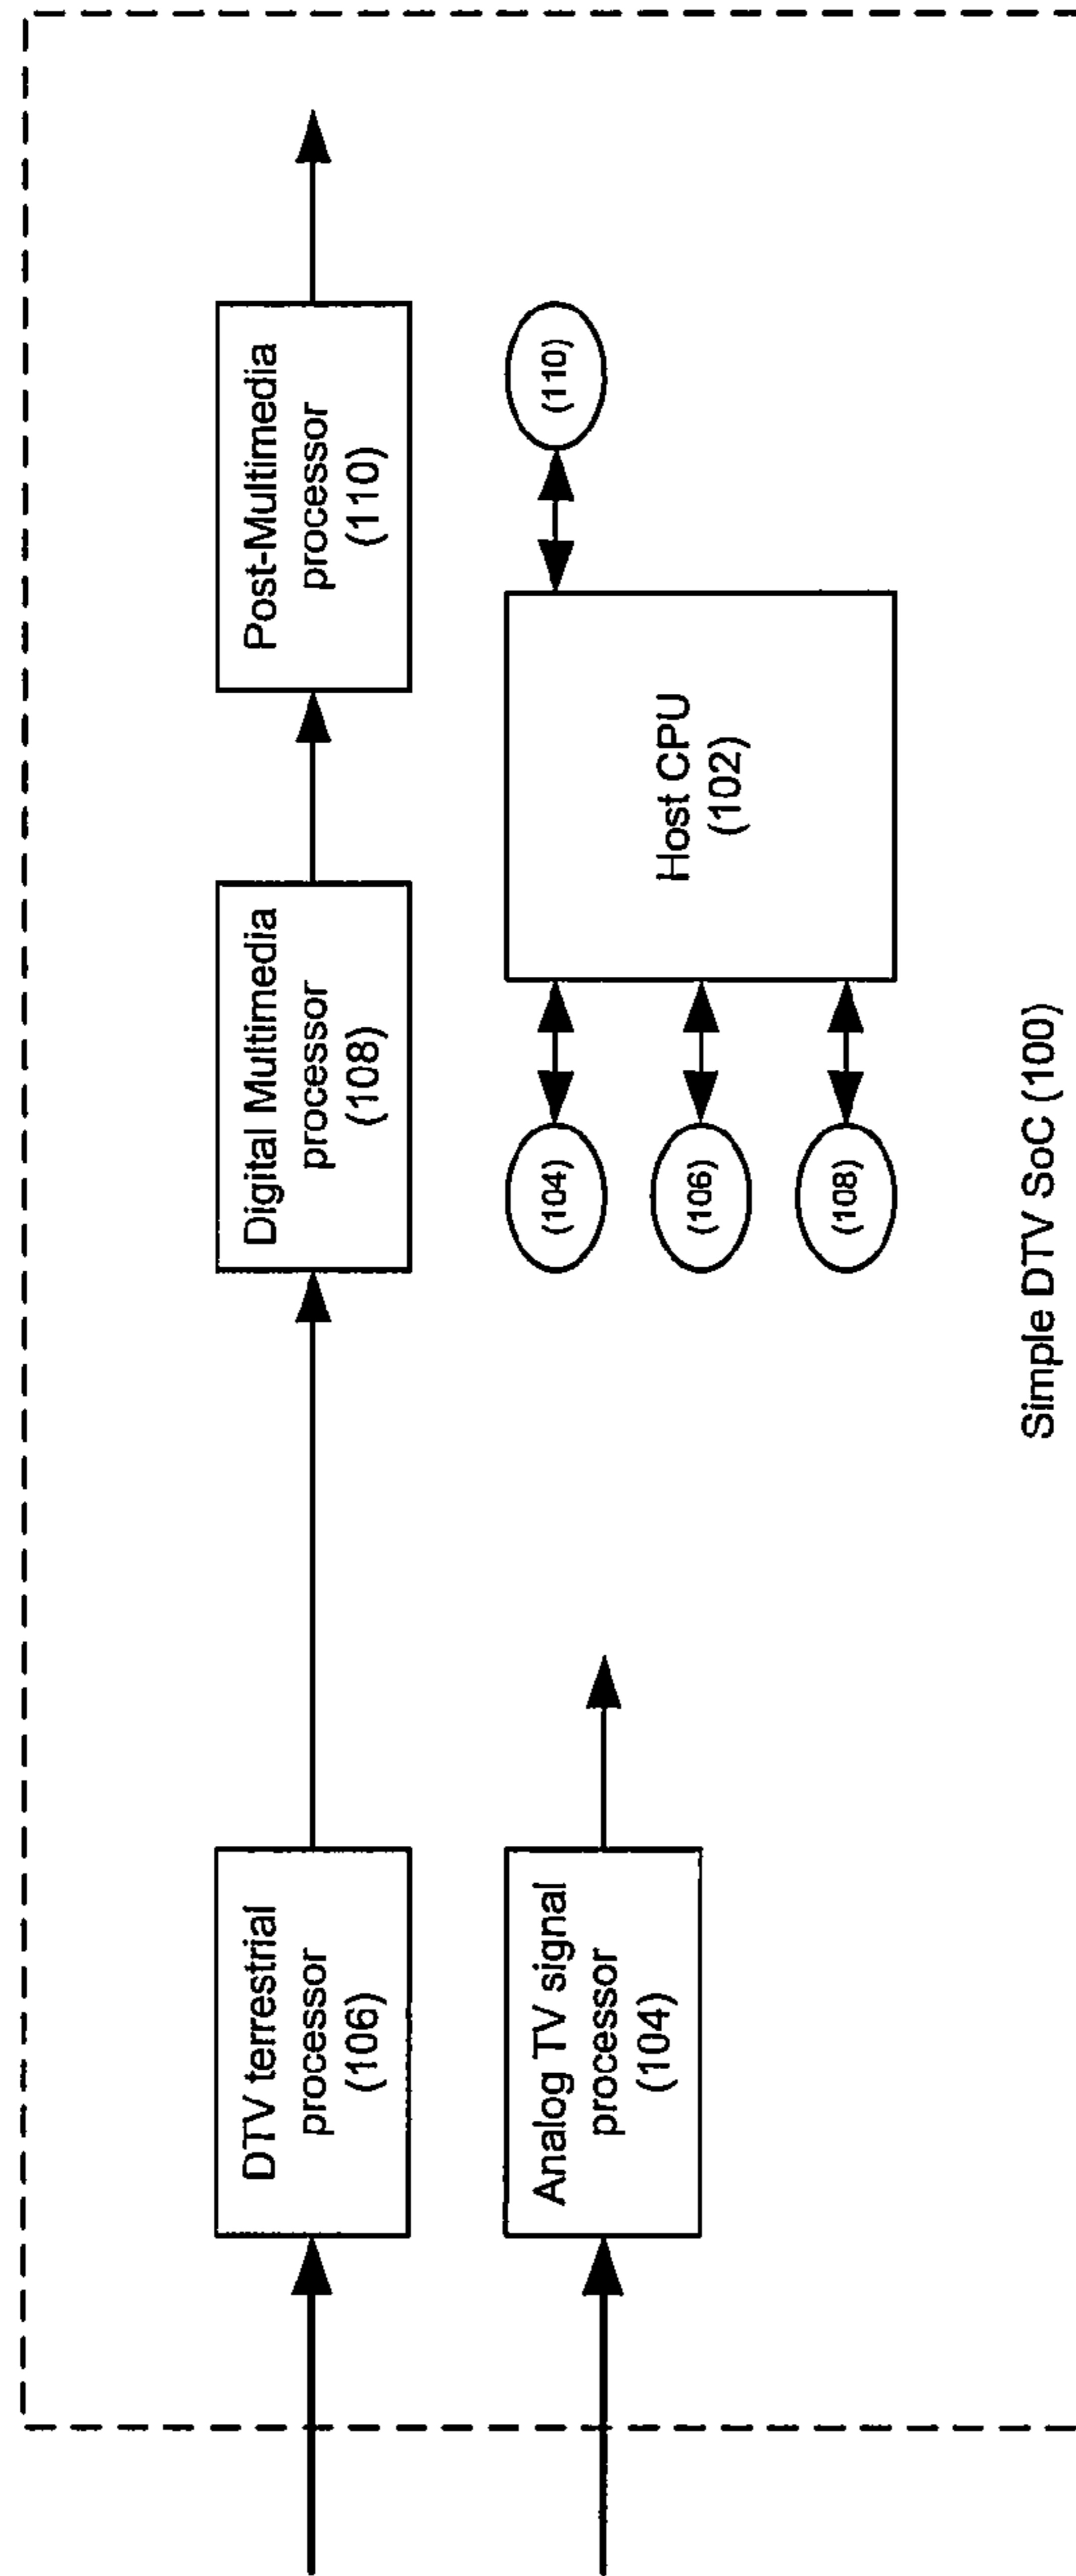 DTV terrestrial
processor
(106)
Digital Multimedia
processor
(108)
Post-Multimedia
processor
(110)
Analog TV signal
processor
(104)
(104)
(106)
(108)
Host CPU
(102)
(110)
Simple DTV SoC (100)